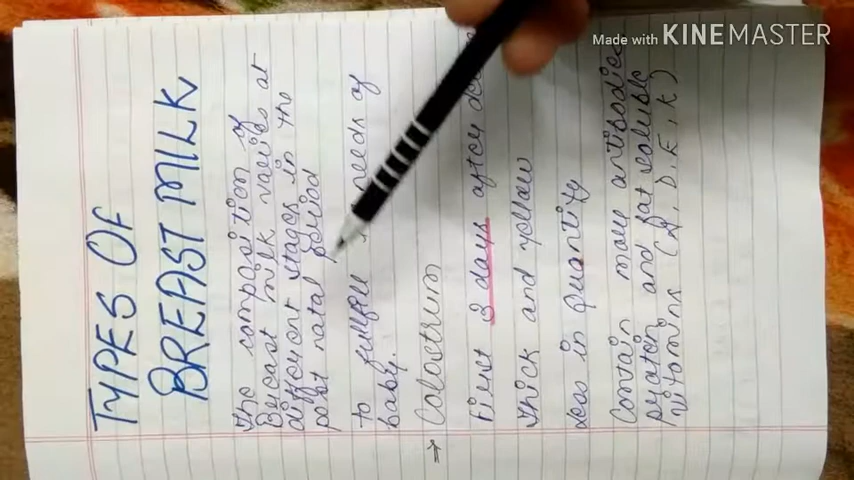 TYPES OF
BREAST MILK
The composition of
Breast milk varies at
different stages in the
post natal period
to fulfill needs of
baby.
→ Colostrum
First 3 days after
Thick and yellow
Less in quantity
Contain more antibodies
and fat soluble
vitamins (A, D, E, K)
Made with KINEMASTER